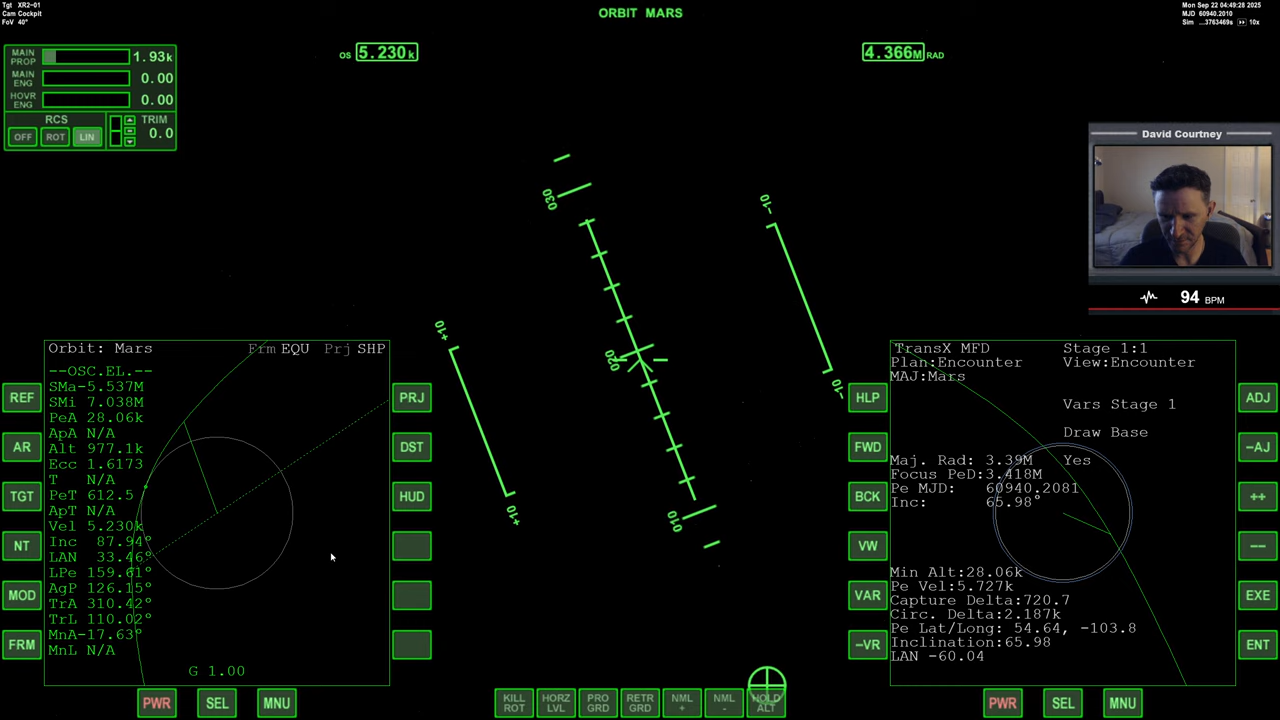 Tgt XR2-01
Cam Cockpit
FoV 40°
ORBIT MARS
Mon Sep 22 04:49:28 2025
MJD 60940.2010
Sim ...3763469s 10x
OS 5.230k
4.366M RAD
MAIN PROP 1.93k
MAIN ENG 0.00
HOVR ENG 0.00
RCS
TRIM
0.0
OFF ROT LIN
David Courtney
94 BPM
030
020
010
+10
+10
-10
10-
Orbit: Mars Frm EQU Prj SHP
--OSC.EL.--
SMa-5.537M
SMi 7.038M
PeA 28.06k
ApA N/A
Alt 977.1k
Ecc 1.6173
T N/A
PeT 612.5
ApT N/A
Vel 5.230k
Inc 87.94°
LAN 33.46°
LPe 159.61°
AgP 126.15°
TrA 310.42°
TrL 110.02°
MnA-17.63°
MnL N/A
G 1.00
REF
AR
TGT
NT
MOD
FRM
PRJ
DST
HUD
PWR SEL MNU
KILL ROT
HORZ LVL
PRO GRD
RETR GRD
NML +
NML -
HOLD ALT
TransX MFD Stage 1:1
Plan:Encounter View:Encounter
MAJ:Mars
Vars Stage 1
Draw Base
Maj. Rad: 3.39M Yes
Focus PeD:3.418M
Pe MJD: 60940.2081
Inc: 65.98°
Min Alt:28.06k
Pe Vel:5.727k
Capture Delta:720.7
Circ. Delta:2.187k
Pe Lat/Long: 54.64, -103.8
Inclination:65.98
LAN -60.04
HLP
FWD
BCK
VW
VAR
-VR
ADJ
-AJ
++
--
EXE
ENT
PWR SEL MNU